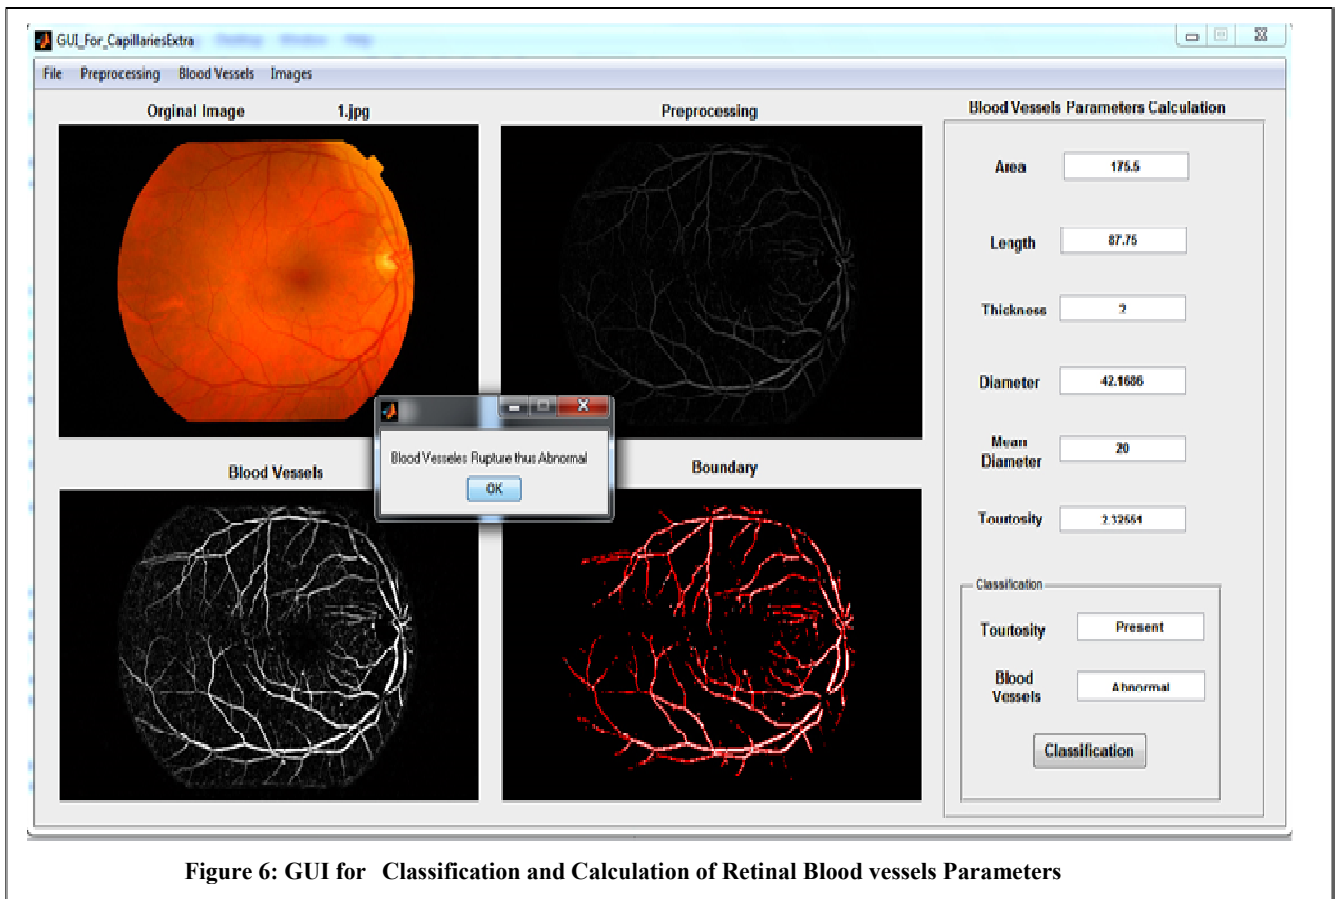 GUI_For_CapillariesExtra
File Preprocessing Blood Vessels Images
Orginal Image 1.jpg
Preprocessing
Blood Vessels Parameters Calculation
Area 175.5
Length 87.75
Thickness 2
Diameter 42.1686
Mean
Diameter 20
Tourtosity 2.32551
Blood Vesseles Rupture thus Abnormal
OK
Blood Vessels
Boundary
Classification
Tourtosity Present
Blood
Vessels Abnormal
Classification
Figure 6: GUI for Classification and Calculation of Retinal Blood vessels Parameters